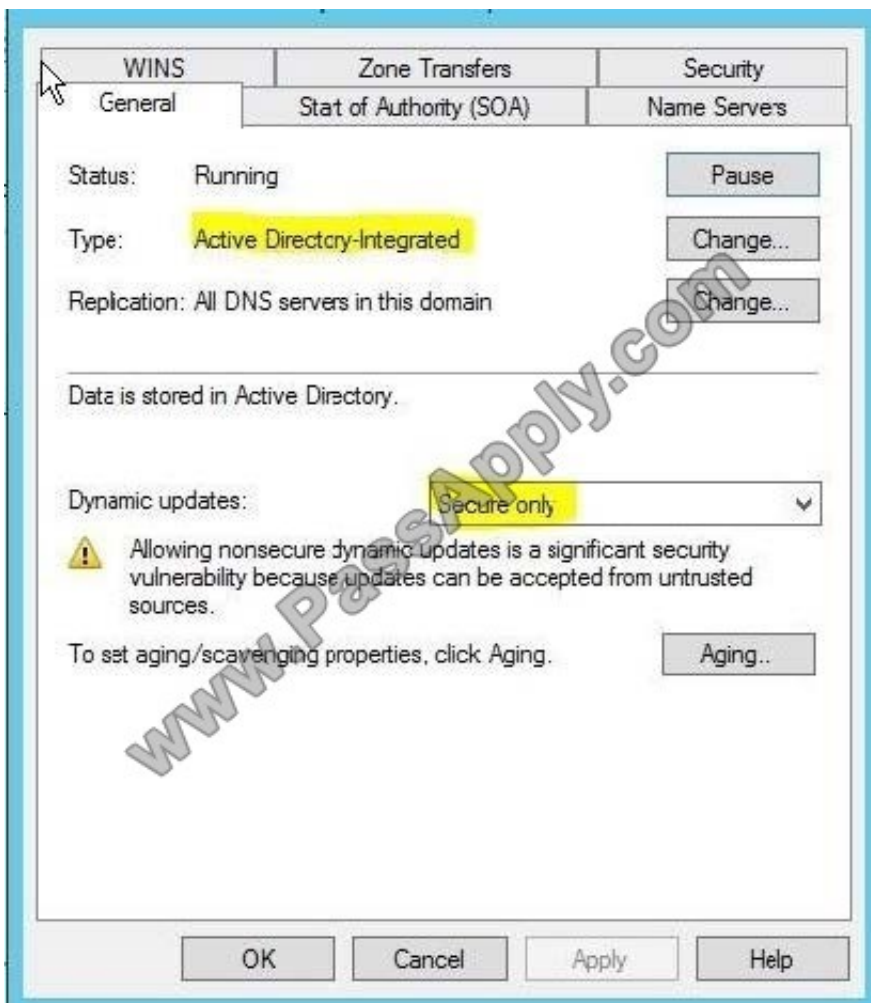 WINS Zone Transfers Security
General Stat of Authority (SOA) Name Servers
Status: Running Pause
Type: Active Directory-Integrated Change...
Replication: All DNS servers in this domain Change...
Data is stored in Active Directory.
Dynamic updates: Secure only
Allowing nonsecure dynamic updates is a significant security
vulnerability because updates can be accepted from untrusted
sources.
To set aging/scavenging properties, click Aging. Aging..
www.PassApply.com
OK Cancel Apply Help